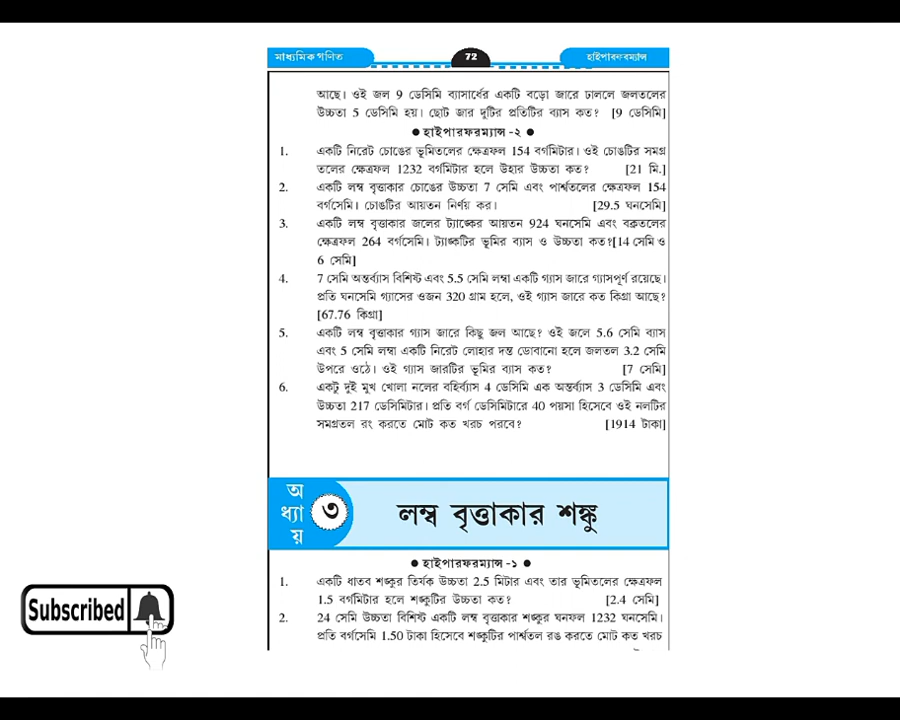 মাধ্যমিক গণিত
72
হাইপারফরম্যান্স
আছে। ওই জল 9 ডেসিমি ব্যাসার্ধের একটি বড়ো জারে ঢাললে জলতলের
উচ্চতা 5 ডেসিমি হয়। ছোট জার দুটির প্রতিটির ব্যাস কত? [9 ডেসিমি]
● হাইপারফরম্যান্স -২ ●
1. একটি নিরেট চোঙের ভূমিতলের ক্ষেত্রফল 154 বর্গমিটার। ওই চোঙটির সমগ্র
তলের ক্ষেত্রফল 1232 বর্গমিটার হলে উহার উচ্চতা কত? [21 মি.]
2. একটি লম্ব বৃত্তাকার চোঙের উচ্চতা 7 সেমি এবং পার্শ্বতলের ক্ষেত্রফল 154
বর্গসেমি। চোঙটির আয়তন নির্ণয় কর। [29.5 ঘনসেমি]
3. একটি লম্ব বৃত্তাকার জলের ট্যাঙ্কের আয়তন 924 ঘনসেমি এবং বক্রতলের
ক্ষেত্রফল 264 বর্গসেমি। ট্যাঙ্কটির ভূমির ব্যাস ও উচ্চতা কত?[14 সেমি ও
6 সেমি]
4. 7 সেমি অন্তর্ব্যাস বিশিষ্ট এবং 5.5 সেমি লম্বা একটি গ্যাস জারে গ্যাসপূর্ণ রয়েছে।
প্রতি ঘনসেমি গ্যাসের ওজন 320 গ্রাম হলে, ওই গ্যাস জারে কত কিগ্রা আছে?
[67.76 কিগ্রা]
5. একটি লম্ব বৃত্তাকার গ্যাস জারে কিছু জল আছে? ওই জলে 5.6 সেমি ব্যাস
এবং 5 সেমি লম্বা একটি নিরেট লোহার দন্ত ডোবানো হলে জলতল 3.2 সেমি
উপরে ওঠে। ওই গ্যাস জারটির ভূমির ব্যাস কত? [7 সেমি]
6. একটু দুই মুখ খোলা নলের বহির্ব্যাস 4 ডেসিমি এক অন্তর্ব্যাস 3 ডেসিমি এবং
উচ্চতা 217 ডেসিমিটার। প্রতি বর্গ ডেসিমিটারে 40 পয়সা হিসেবে ওই নলটির
সমগ্রতল রং করতে মোট কত খরচ পরবে? [1914 টাকা]
অধ্যায় ৩
লম্ব বৃত্তাকার শঙ্কু
● হাইপারফরম্যান্স -১ ●
1. একটি ধাতব শঙ্কুর তির্যক উচ্চতা 2.5 মিটার এবং তার ভূমিতলের ক্ষেত্রফল
1.5 বর্গমিটার হলে শঙ্কুটির উচ্চতা কত? [2.4 সেমি]
2. 24 সেমি উচ্চতা বিশিষ্ট একটি লম্ব বৃত্তাকার শঙ্কুর ঘনফল 1232 ঘনসেমি।
প্রতি বর্গসেমি 1.50 টাকা হিসেবে শঙ্কুটির পার্শ্বতল রঙ করতে মোট কত খরচ
Subscribed